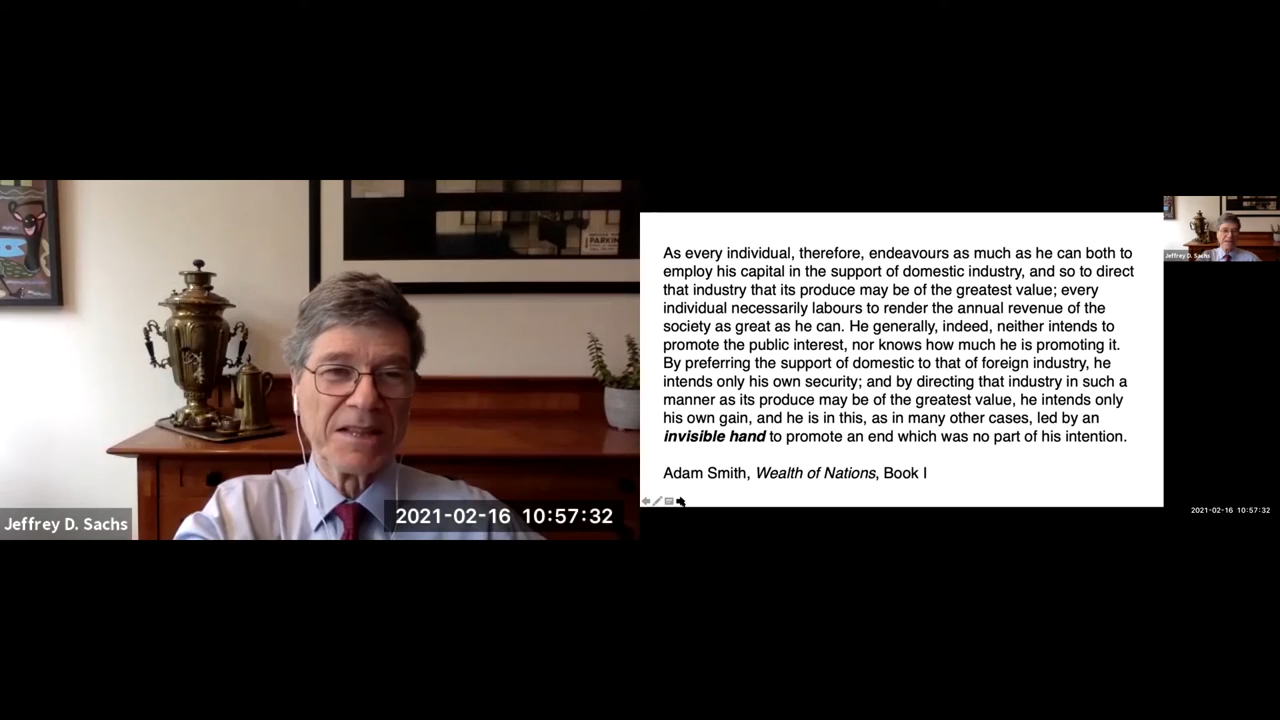 PARKIN
Jeffrey D. Sachs
2021-02-16 10:57:32
As every individual, therefore, endeavours as much as he can both to
employ his capital in the support of domestic industry, and so to direct
that industry that its produce may be of the greatest value; every
individual necessarily labours to render the annual revenue of the
society as great as he can. He generally, indeed, neither intends to
promote the public interest, nor knows how much he is promoting it.
By preferring the support of domestic to that of foreign industry, he
intends only his own security; and by directing that industry in such a
manner as its produce may be of the greatest value, he intends only
his own gain, and he is in this, as in many other cases, led by an
invisible hand to promote an end which was no part of his intention.
Adam Smith, Wealth of Nations, Book I
Jeffrey D. Sachs
2021-02-16 10:57:32